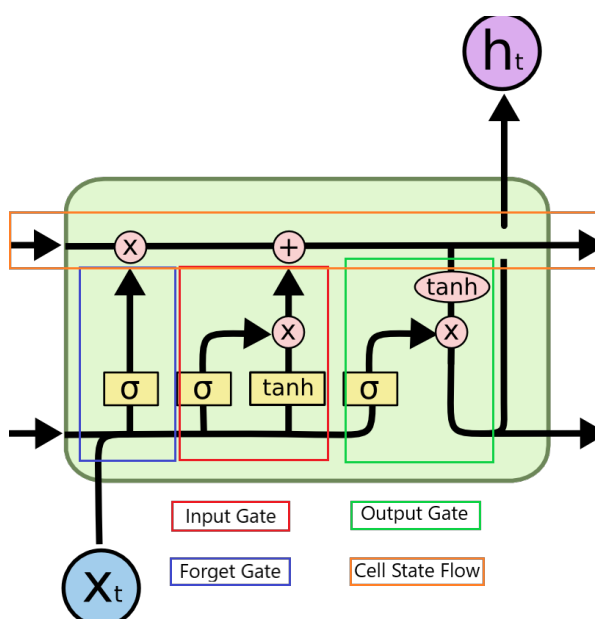 ht
x +
tanh
x x
σ σ tanh σ
Input Gate Output Gate
Forget Gate Cell State Flow
Xt